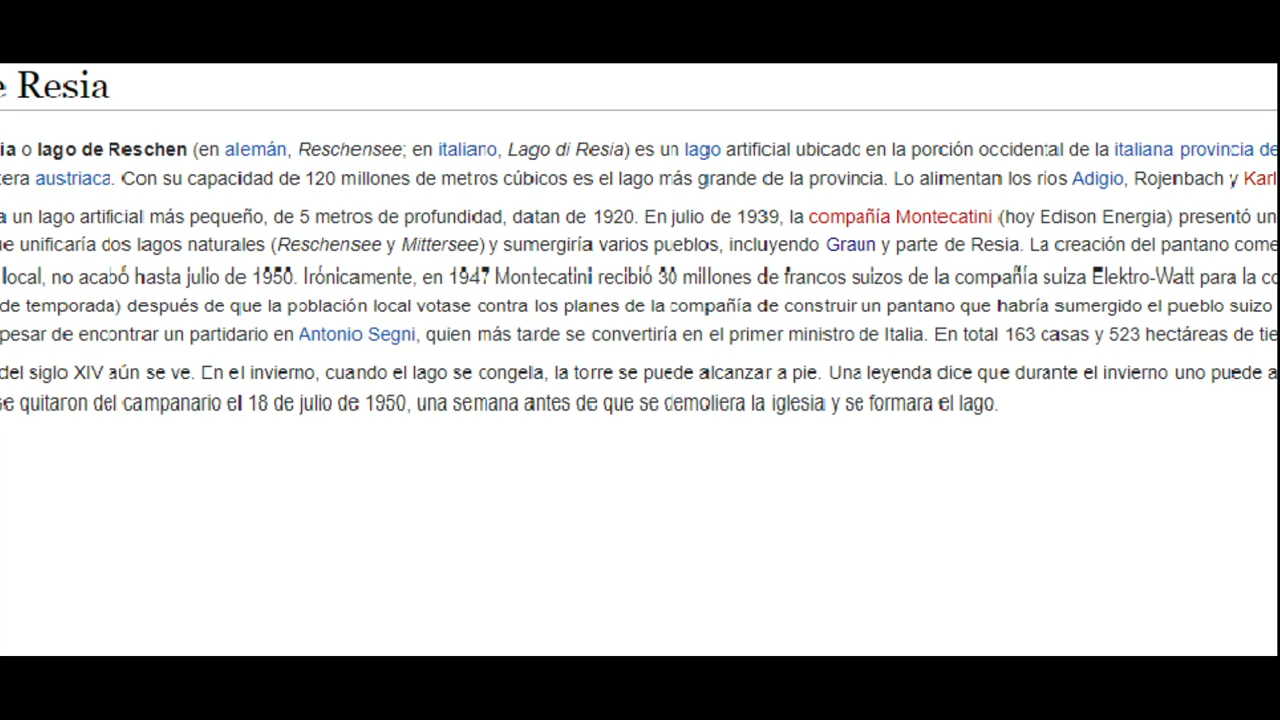 e Resia
ia o lago de Reschen (en alemán, Reschensee; en italiano, Lago di Resia) es un lago artificial ubicado en la porción occidental de la italiana provincia de
tera austriaca. Con su capacidad de 120 millones de metros cúbicos es el lago más grande de la provincia. Lo alimentan los ríos Adigio, Rojenbach y Karl
a un lago artificial más pequeño, de 5 metros de profundidad, datan de 1920. En julio de 1939, la compañía Montecatini (hoy Edison Energia) presentó un
ue unificaría dos lagos naturales (Reschensee y Mittersee) y sumergiría varios pueblos, incluyendo Graun y parte de Resia. La creación del pantano come
local, no acabó hasta julio de 1950. Irónicamente, en 1947 Montecatini recibió 30 millones de francos suizos de la compañía suiza Elektro-Watt para la co
de temporada) después de que la población local votase contra los planes de la compañía de construir un pantano que habría sumergido el pueblo suizo
pesar de encontrar un partidario en Antonio Segni, quien más tarde se convertiría en el primer ministro de Italia. En total 163 casas y 523 hectáreas de tie
del siglo XIV aún se ve. En el invierno, cuando el lago se congela, la torre se puede alcanzar a pie. Una leyenda dice que durante el invierno uno puede a
se quitaron del campanario el 18 de julio de 1950, una semana antes de que se demoliera la iglesia y se formara el lago.